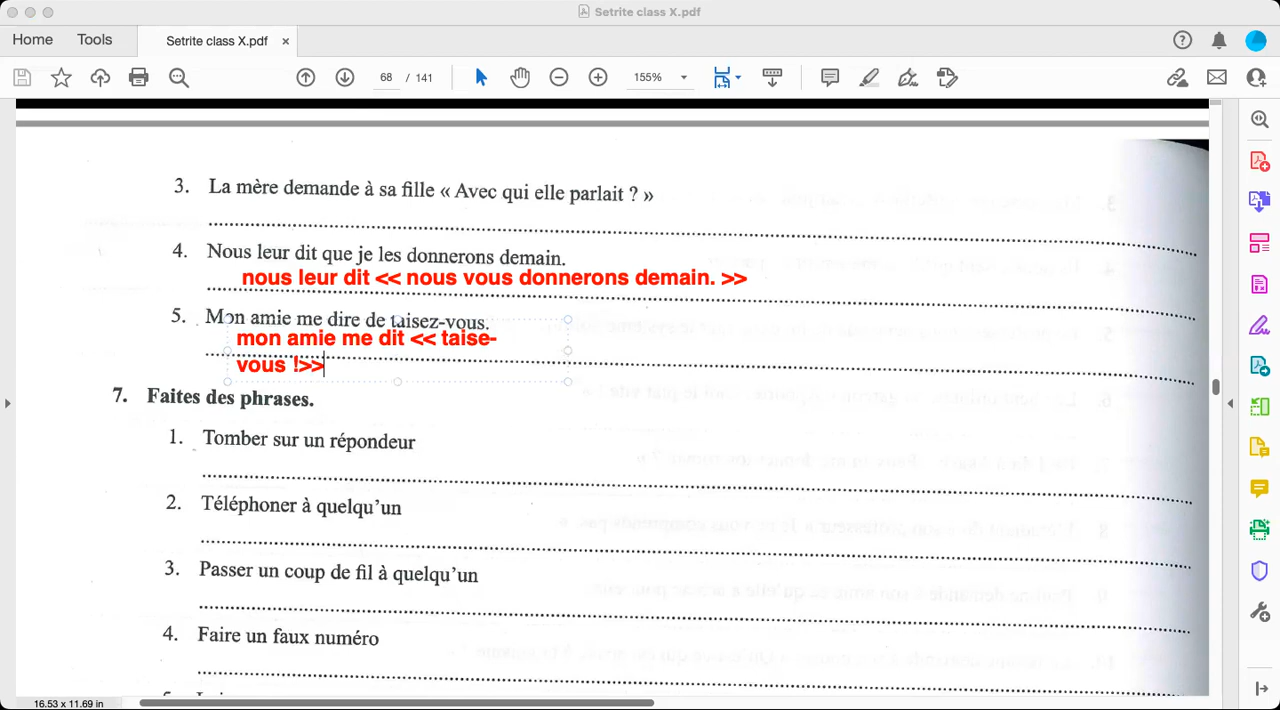 Setrite class X.pdf
Home Tools Setrite class X.pdf ×
68 / 141 155%
3. La mère demande à sa fille « Avec qui elle parlait ? »
4. Nous leur dit que je les donnerons demain.
nous leur dit << nous vous donnerons demain. >>
5. Mon amie me dire de taisez-vous.
mon amie me dit << taise-
vous !>>
7. Faites des phrases.
1. Tomber sur un répondeur
2. Téléphoner à quelqu'un
3. Passer un coup de fil à quelqu'un
4. Faire un faux numéro
16.53 x 11.69 in